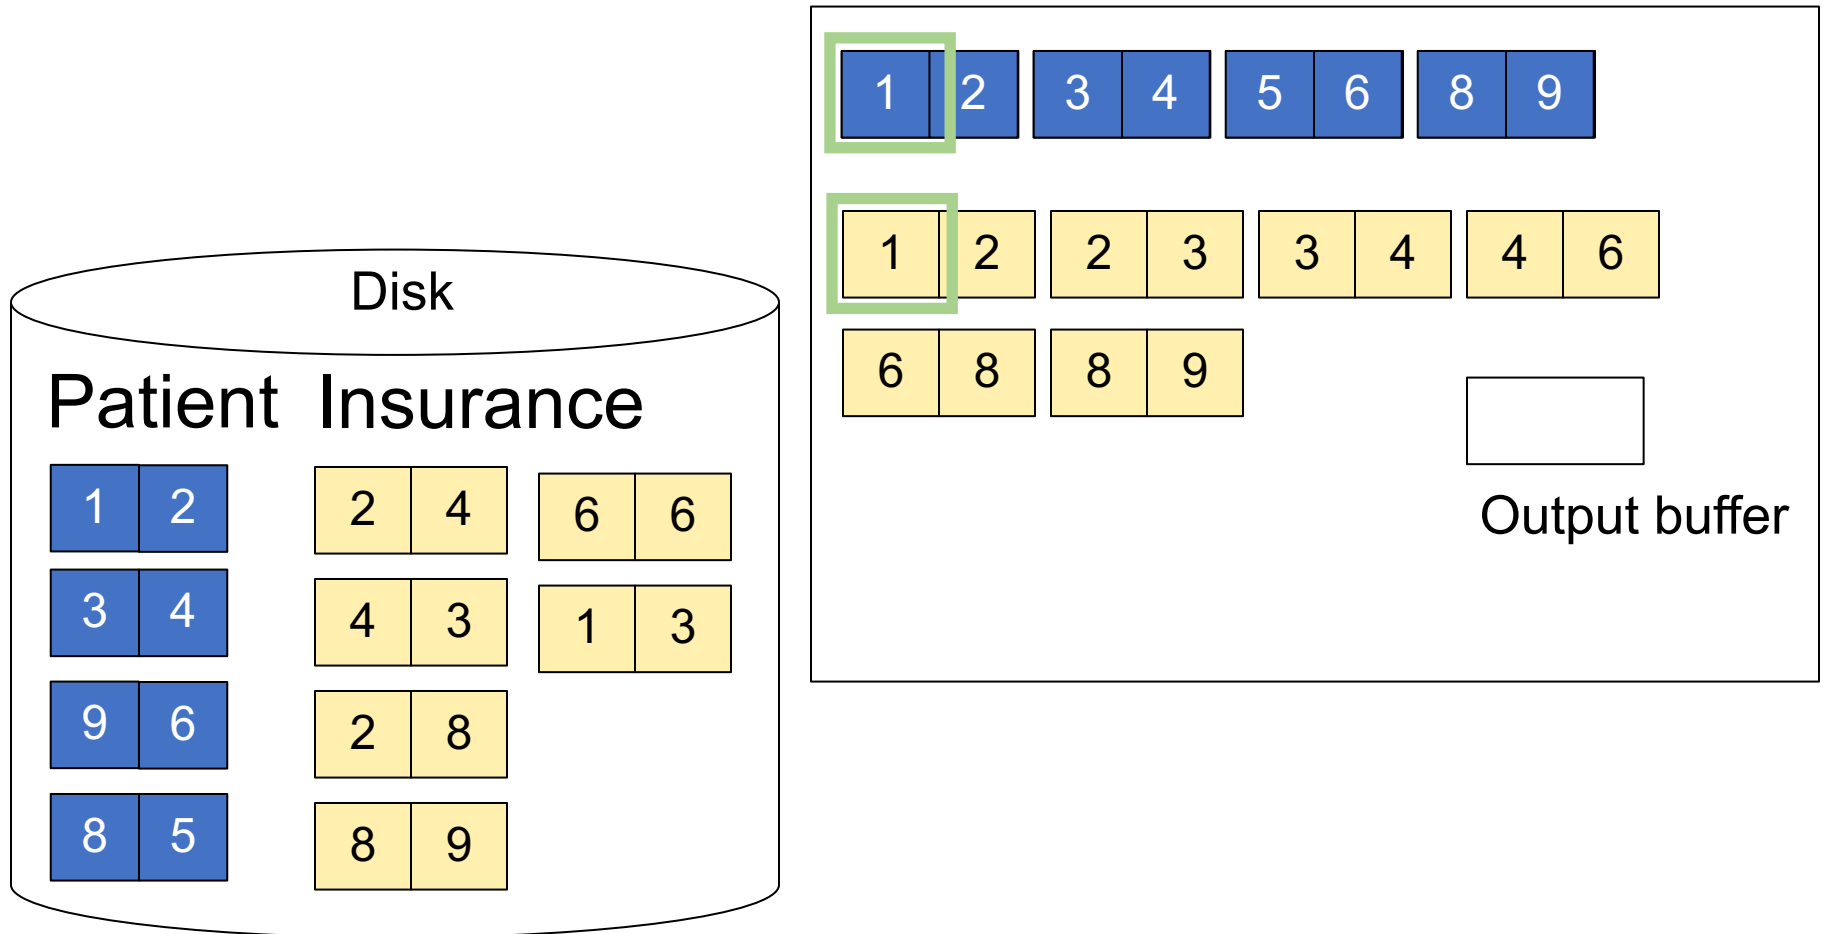 1 2 3 4 5 6 8 9
1 2 2 3 3 4 4 6
6 8 8 9
Output buffer
Disk
Patient Insurance
1 2 2 4 6 6
3 4 4 3 1 3
9 6 2 8
8 5 8 9